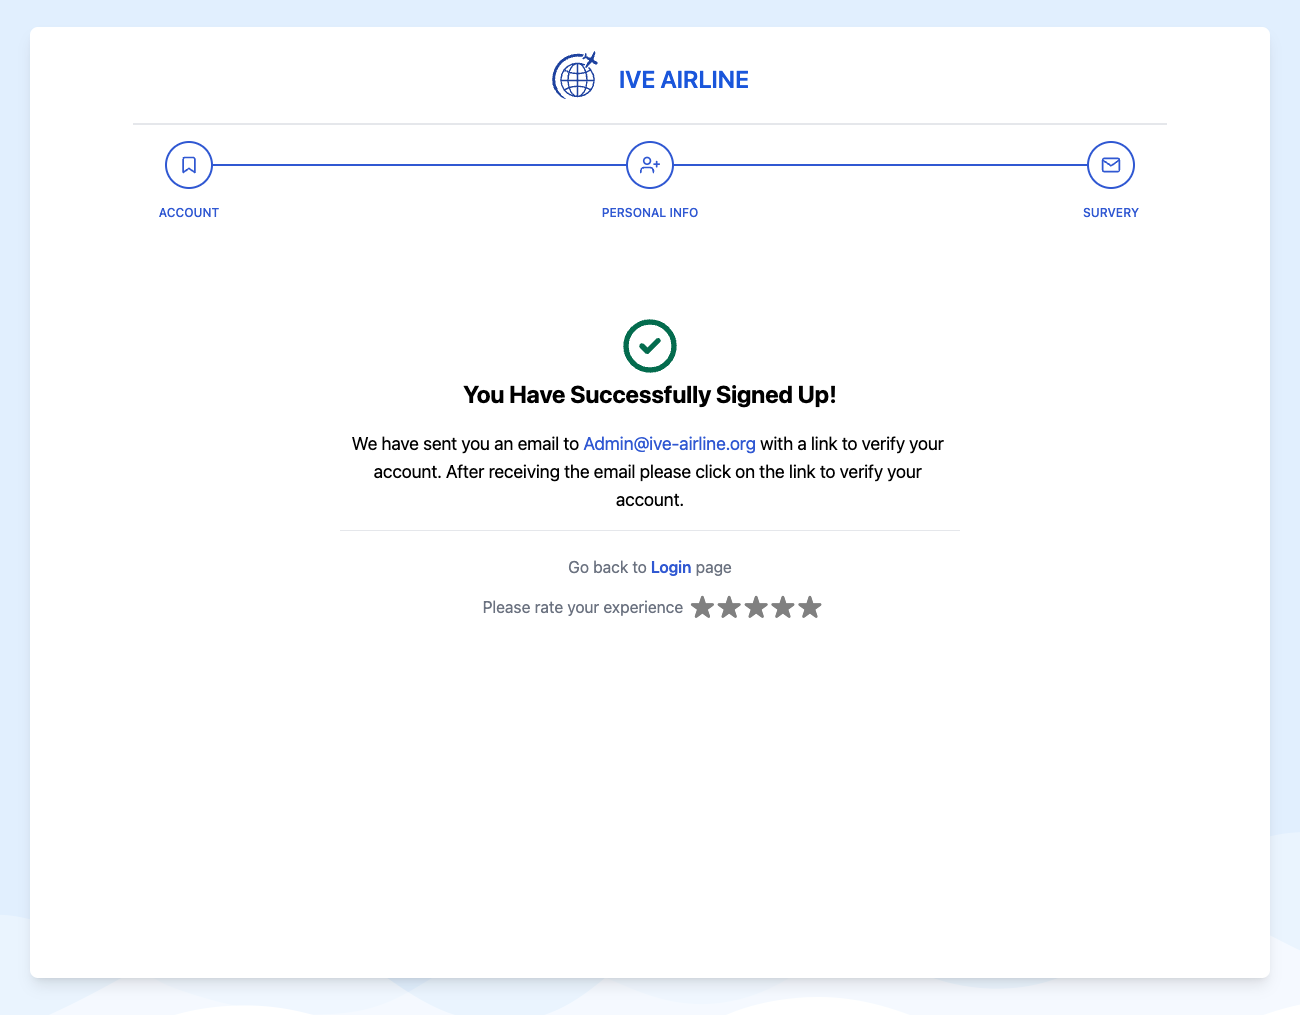 IVE AIRLINE
ACCOUNT
PERSONAL INFO
SURVERY
You Have Successfully Signed Up!
We have sent you an email to Admin@ive-airline.org with a link to verify your
account. After receiving the email please click on the link to verify your
account.
Go back to Login page
Please rate your experience